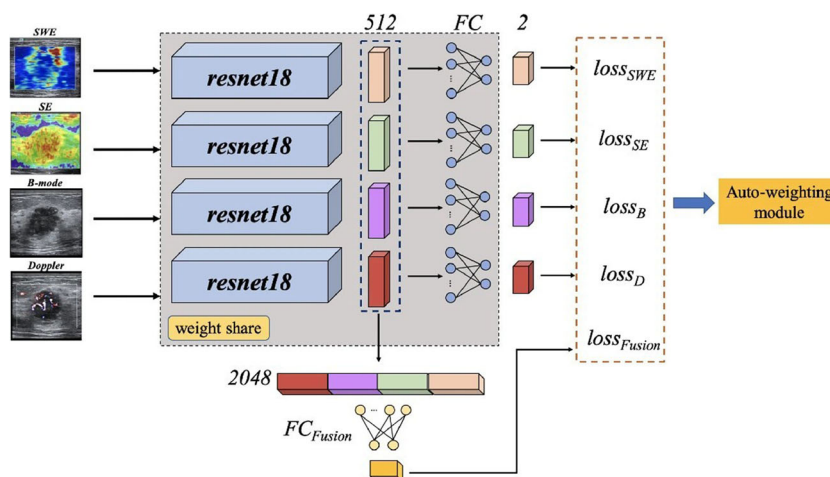 512 FC 2
SWE
resnet18
loss_SWE
SE
resnet18
loss_SE
B-mode
resnet18
loss_B
Auto-weighting
module
Doppler
resnet18
loss_D
weight share
loss_Fusion
2048
FC_Fusion